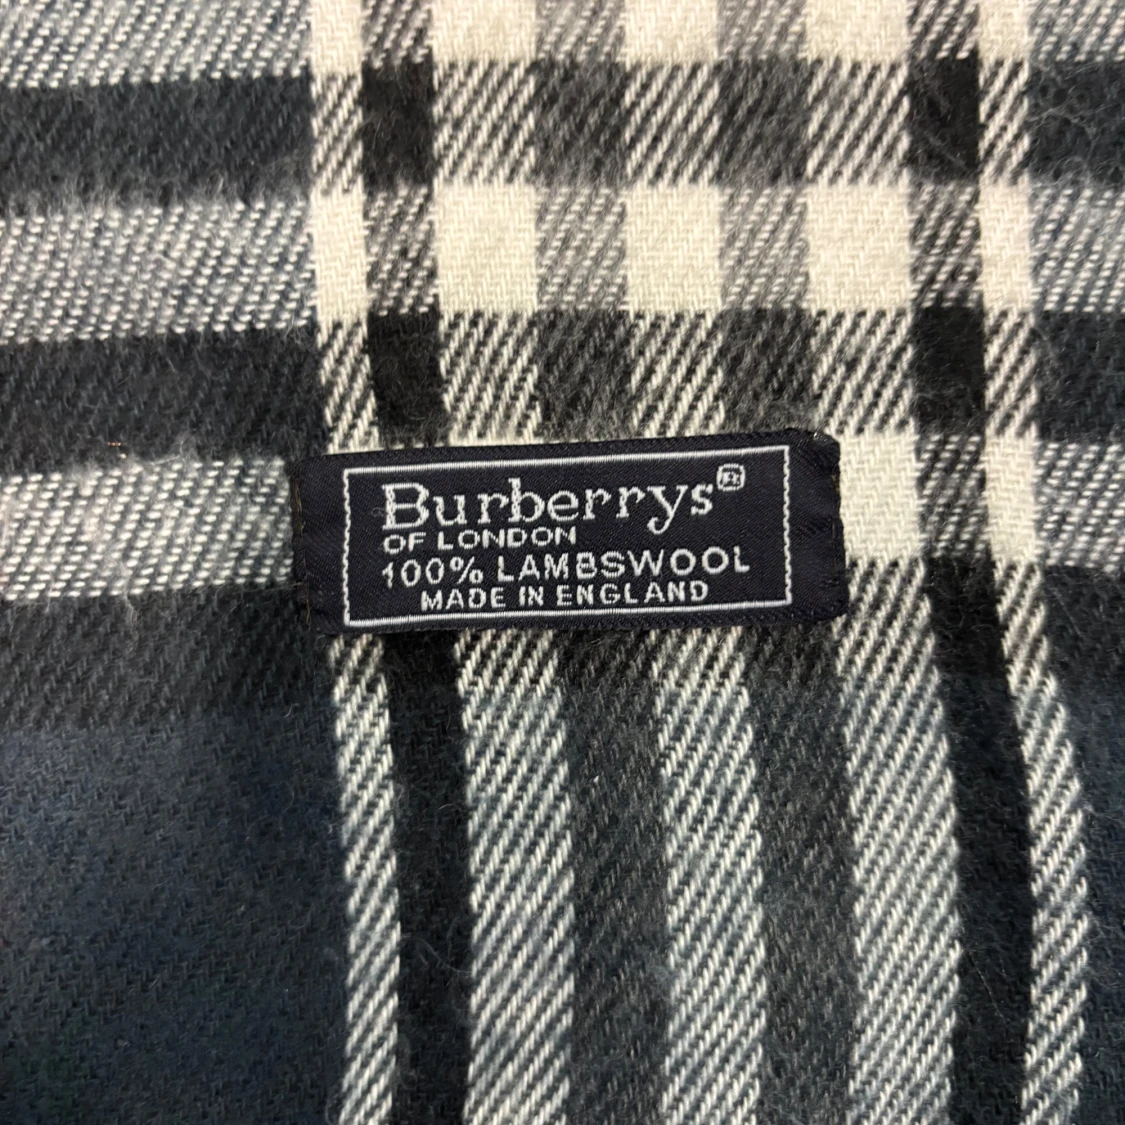 Burberrys®
OF LONDON
100% LAMBSWOOL
MADE IN ENGLAND